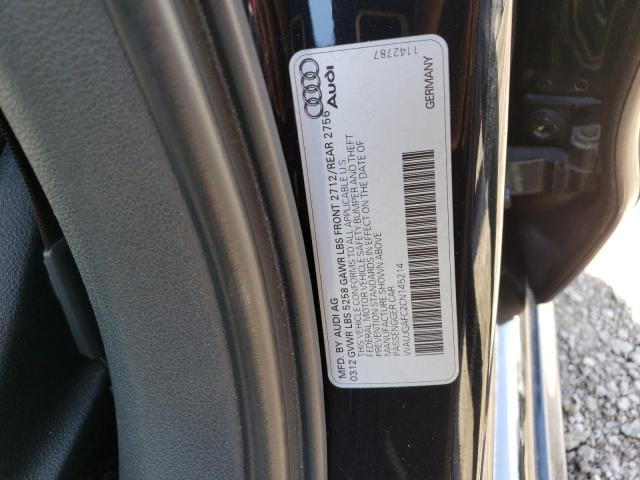 MFD. BY AUDI AG
0312 GVWR LBS 5258 GAWR LBS FRONT 2712/REAR 2756
THIS VEHICLE CONFORMS TO ALL APPLICABLE U.S.
FEDERAL MOTOR VEHICLE SAFETY BUMPER AND THEFT
PREVENTION STANDARDS IN EFFECT ON THE DATE OF
MANUFACTURE SHOWN ABOVE
PASSENGER CAR
WAUGAFC2CN145214
Audi
1142787
GERMANY